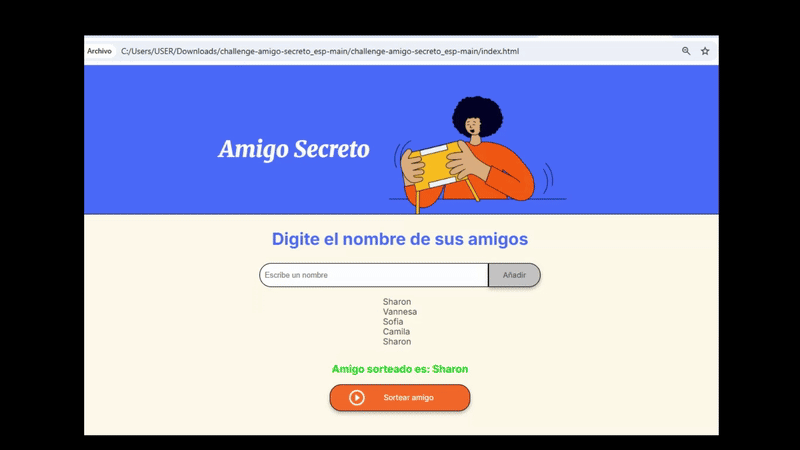 Archivo C:/Users/USER/Downloads/challenge-amigo-secreto_esp-main/challenge-amigo-secreto_esp-main/index.html
Amigo Secreto
Digite el nombre de sus amigos
Escribe un nombre Añadir
Sharon
Vannesa
Sofia
Camila
Sharon
Amigo sorteado es: Sharon
Sortear amigo